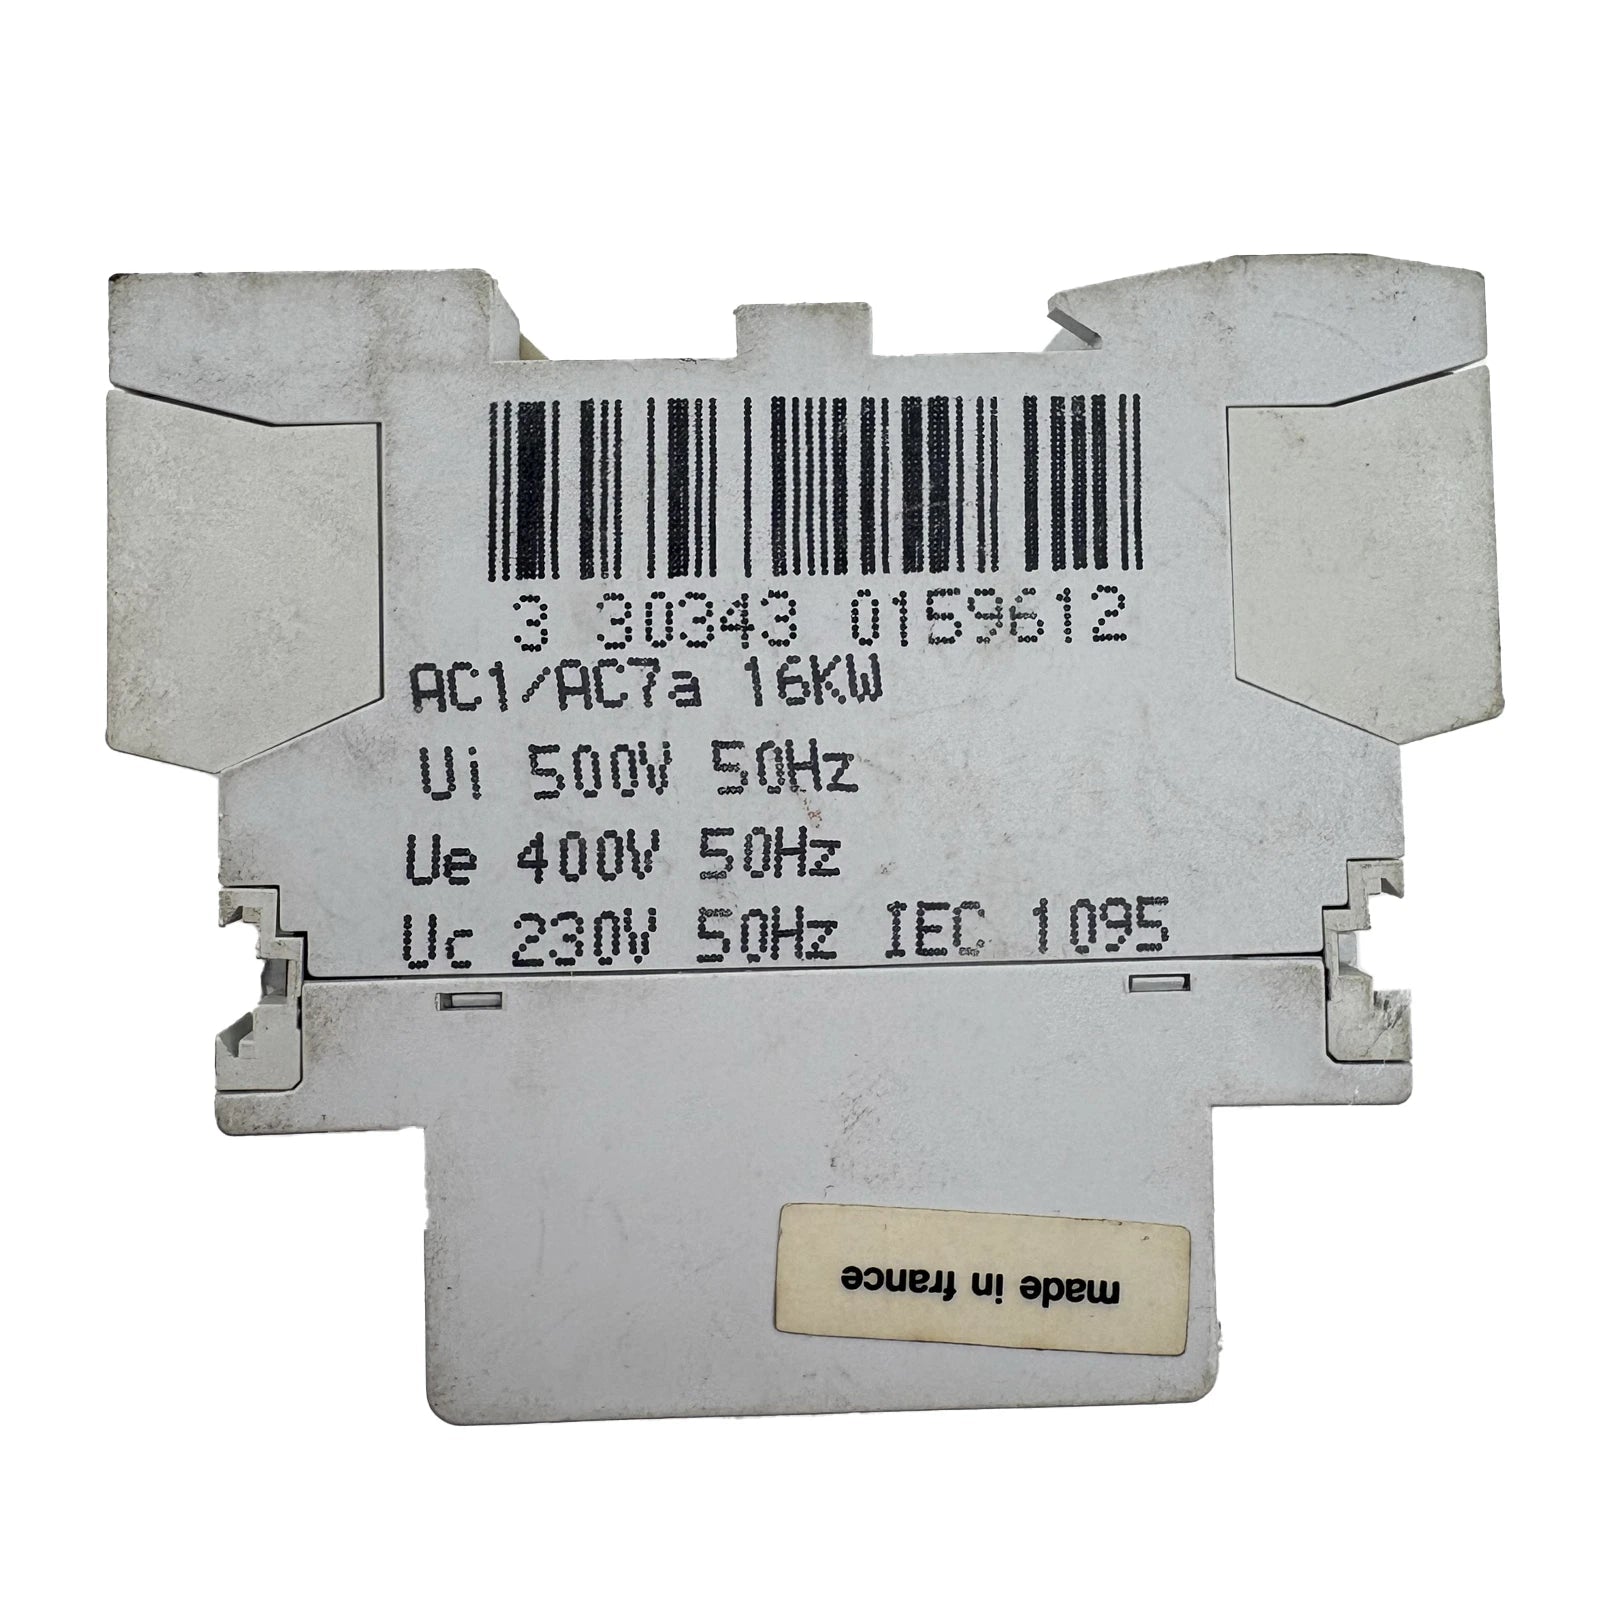 3 30343 0159612
AC1/AC7a 16KW
Ui 500V 50Hz
Ue 400V 50Hz
Uc 230V 50Hz IEC 1095
made in france